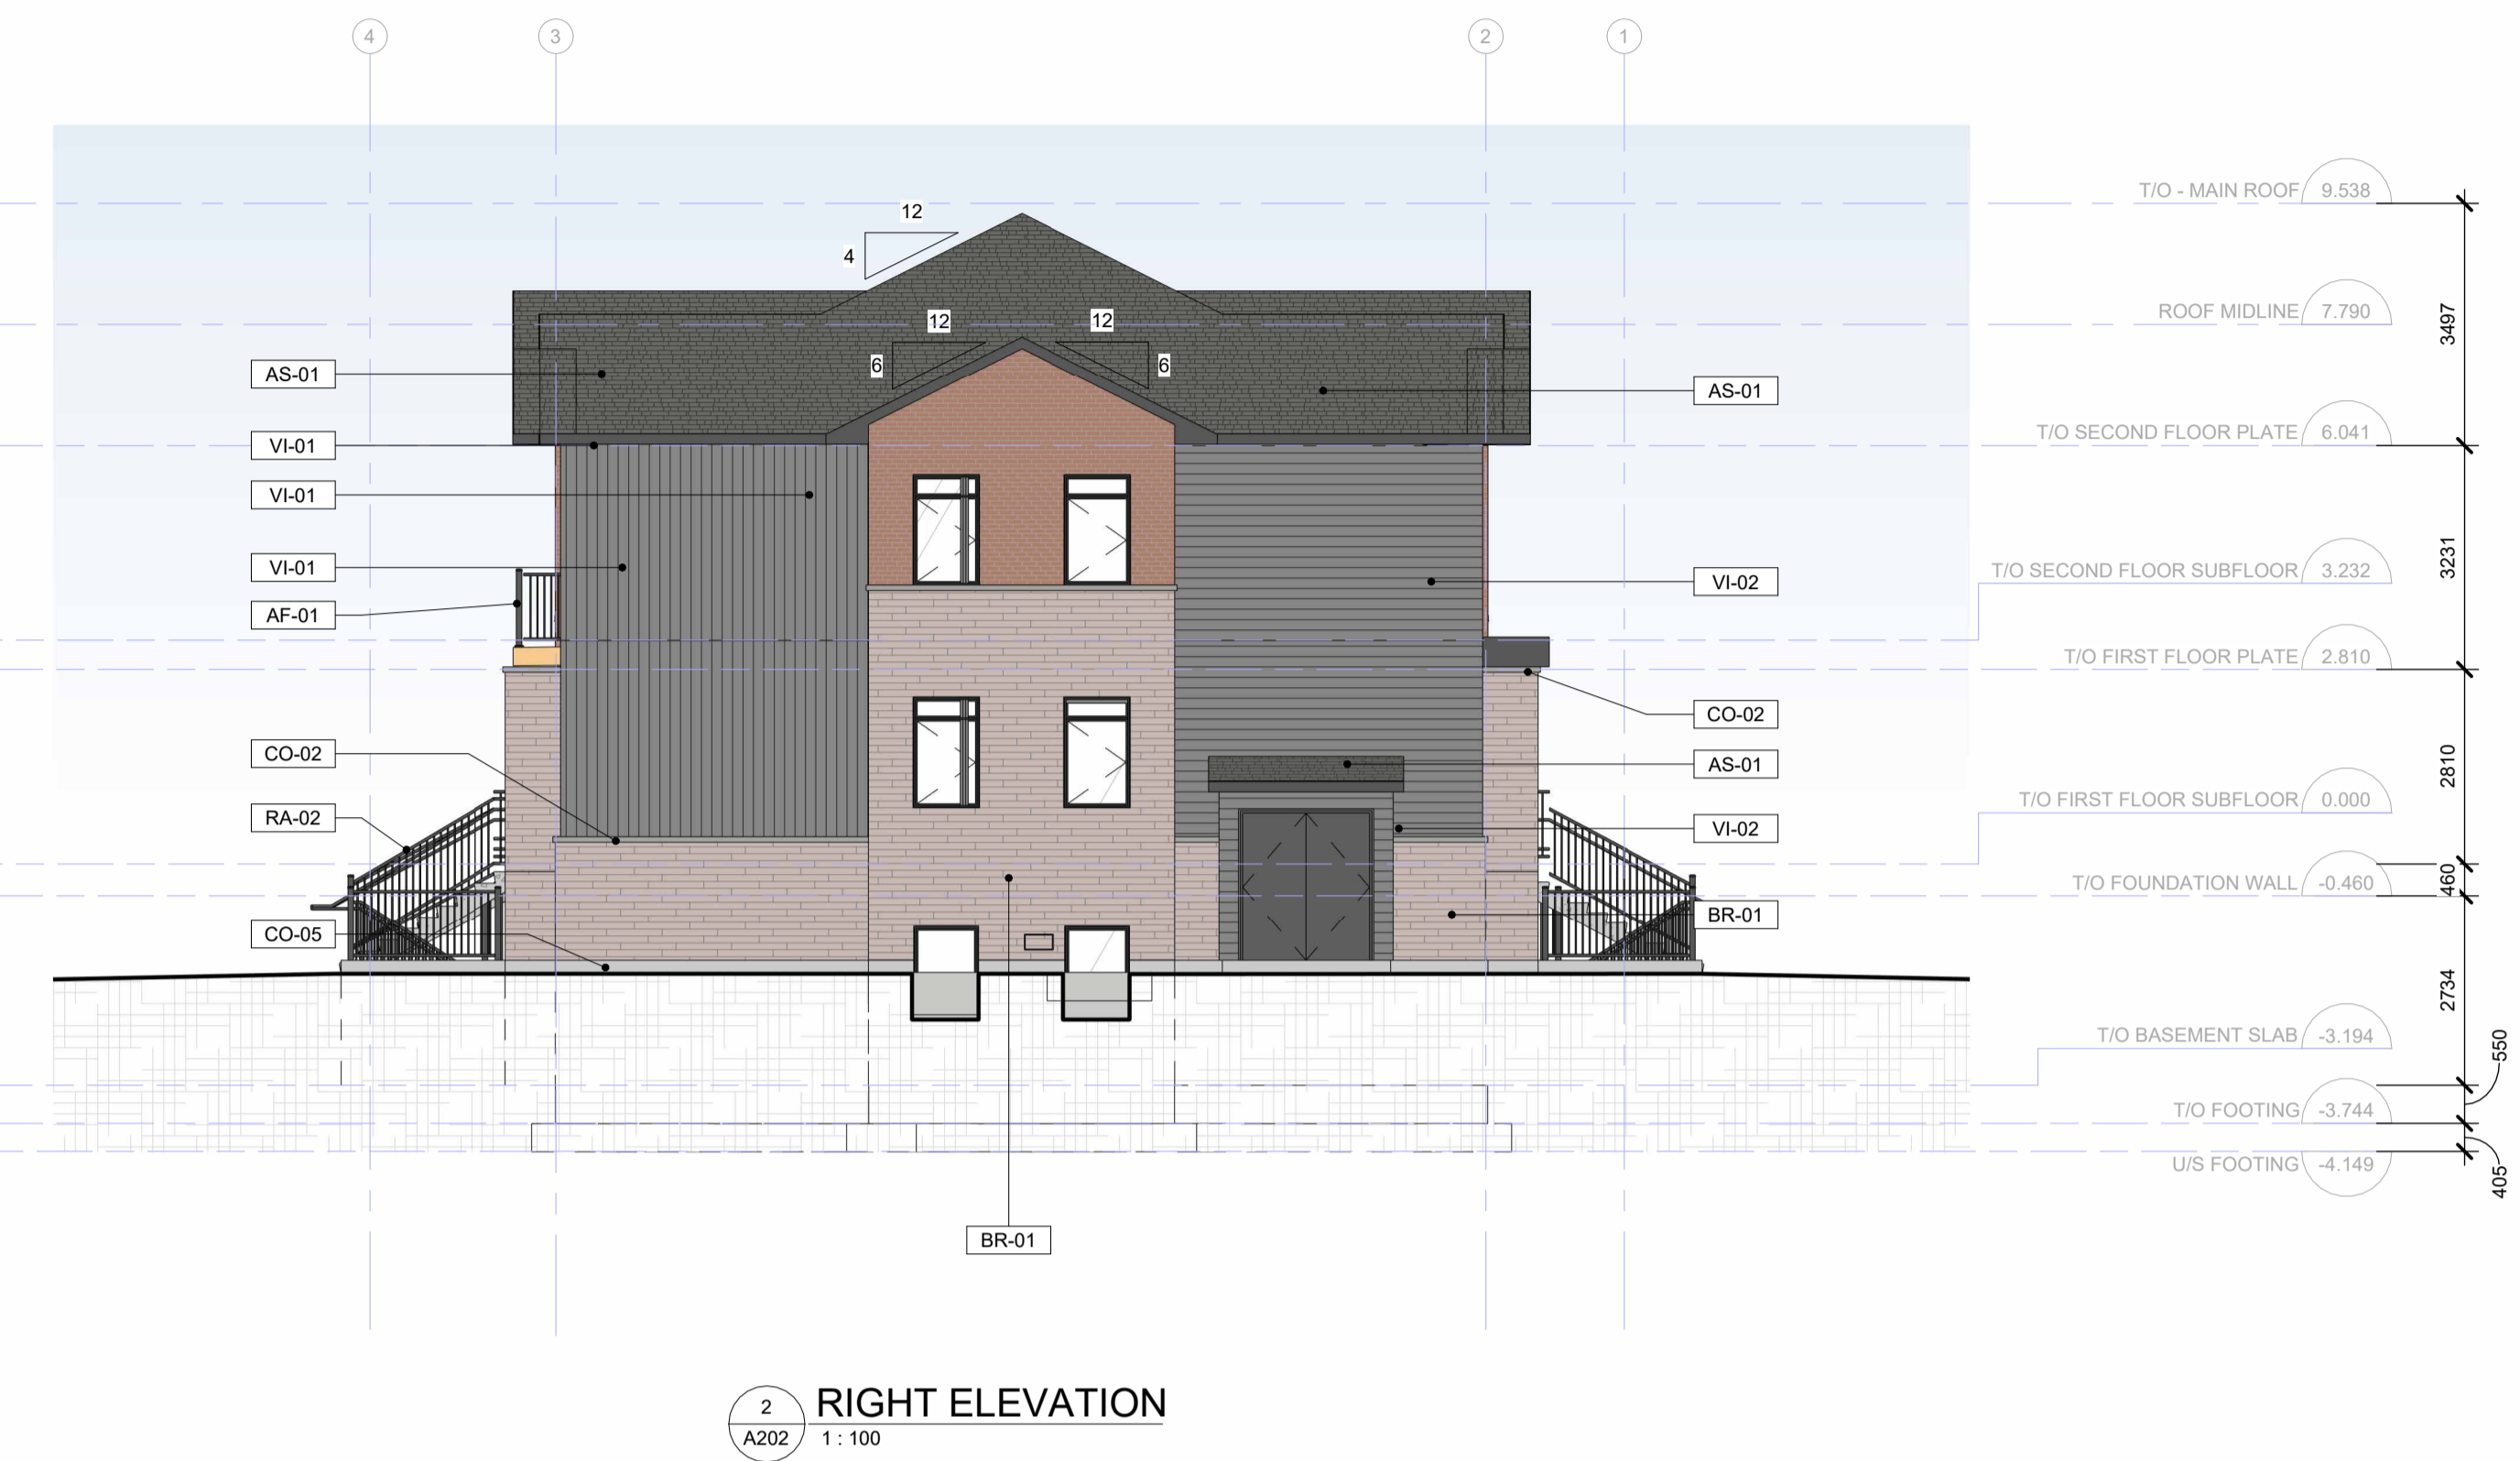 4
3
2
1
T/O - MAIN ROOF 9.538
12
4
ROOF MIDLINE 7.790
3497
12
12
6
6
AS-01
AS-01
T/O SECOND FLOOR PLATE 6.041
VI-01
VI-01
VI-01
T/O SECOND FLOOR SUBFLOOR 3.232
3231
VI-02
AF-01
T/O FIRST FLOOR PLATE 2.810
CO-02
CO-02
AS-01
2810
T/O FIRST FLOOR SUBFLOOR 0.000
RA-02
VI-02
T/O FOUNDATION WALL -0.460
460
BR-01
CO-05
2734
T/O BASEMENT SLAB -3.194
550
T/O FOOTING -3.744
U/S FOOTING -4.149
405
BR-01
2
A202
RIGHT ELEVATION
1 : 100